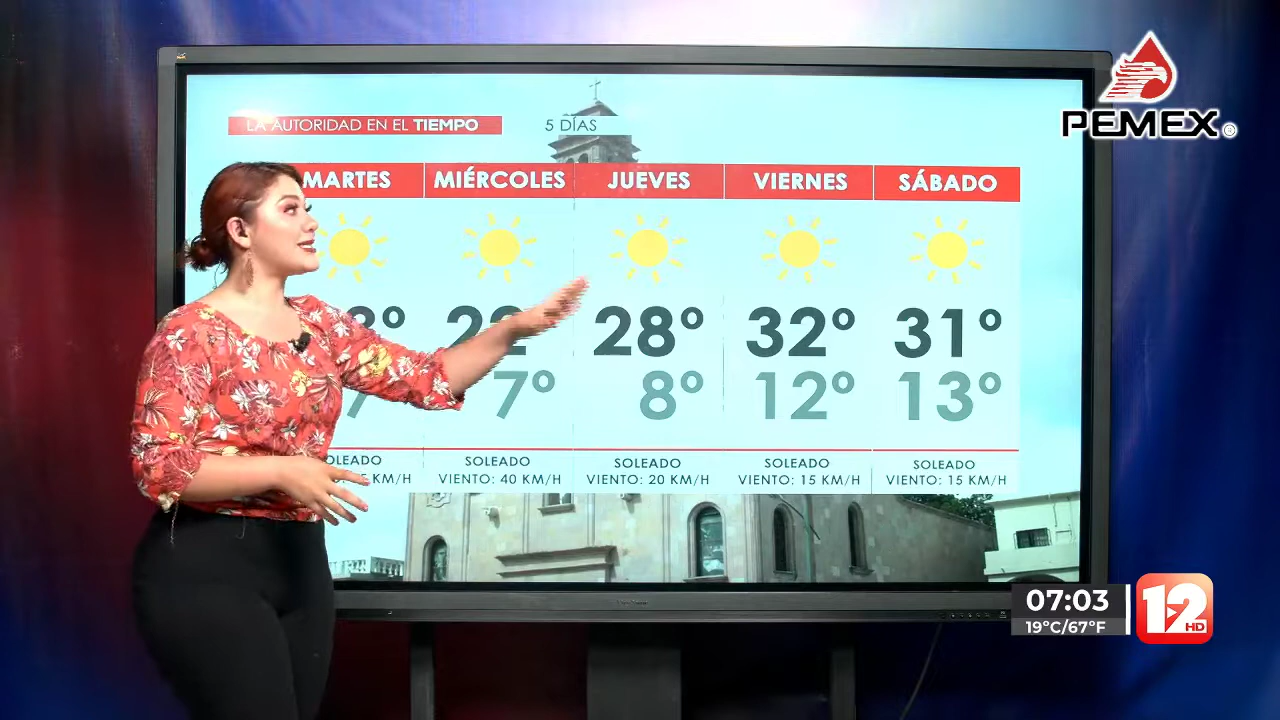 PEMEX
LA AUTORIDAD EN EL TIEMPO
5 DÍAS
MARTES MIÉRCOLES JUEVES VIERNES SÁBADO
22° 28° 32° 31°
7° 7° 8° 12° 13°
SOLEADO SOLEADO SOLEADO SOLEADO
VIENTO: 40 KM/H VIENTO: 20 KM/H VIENTO: 15 KM/H VIENTO: 15 KM/H
07:03
19°C/67°F
12
HD